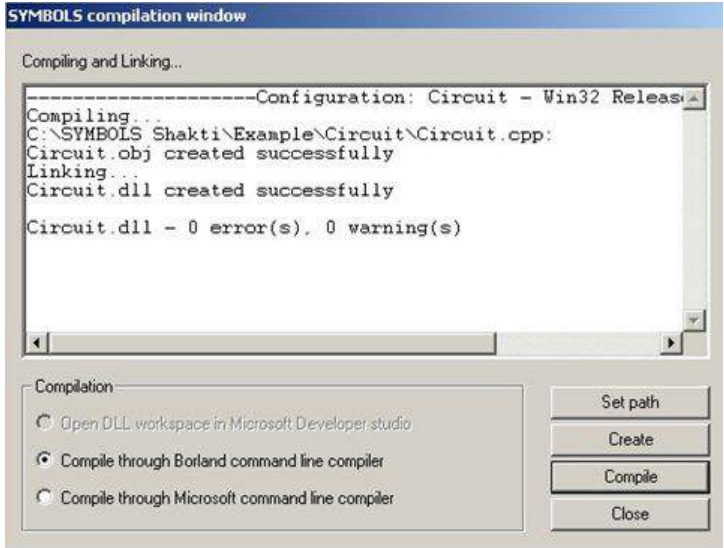 SYMBOLS compilation window
Compiling and Linking...
--------------------Configuration: Circuit - Win32 Releas
Compiling...
C:\SYMBOLS Shakti\Example\Circuit\Circuit.cpp:
Circuit.obj created successfully
Linking...
Circuit.dll created successfully
Circuit.dll - 0 error(s), 0 warning(s)
Compilation
Open DLL workspace in Microsoft Developer studio
Compile through Borland command line compiler
Compile through Microsoft command line compiler
Set path
Create
Compile
Close